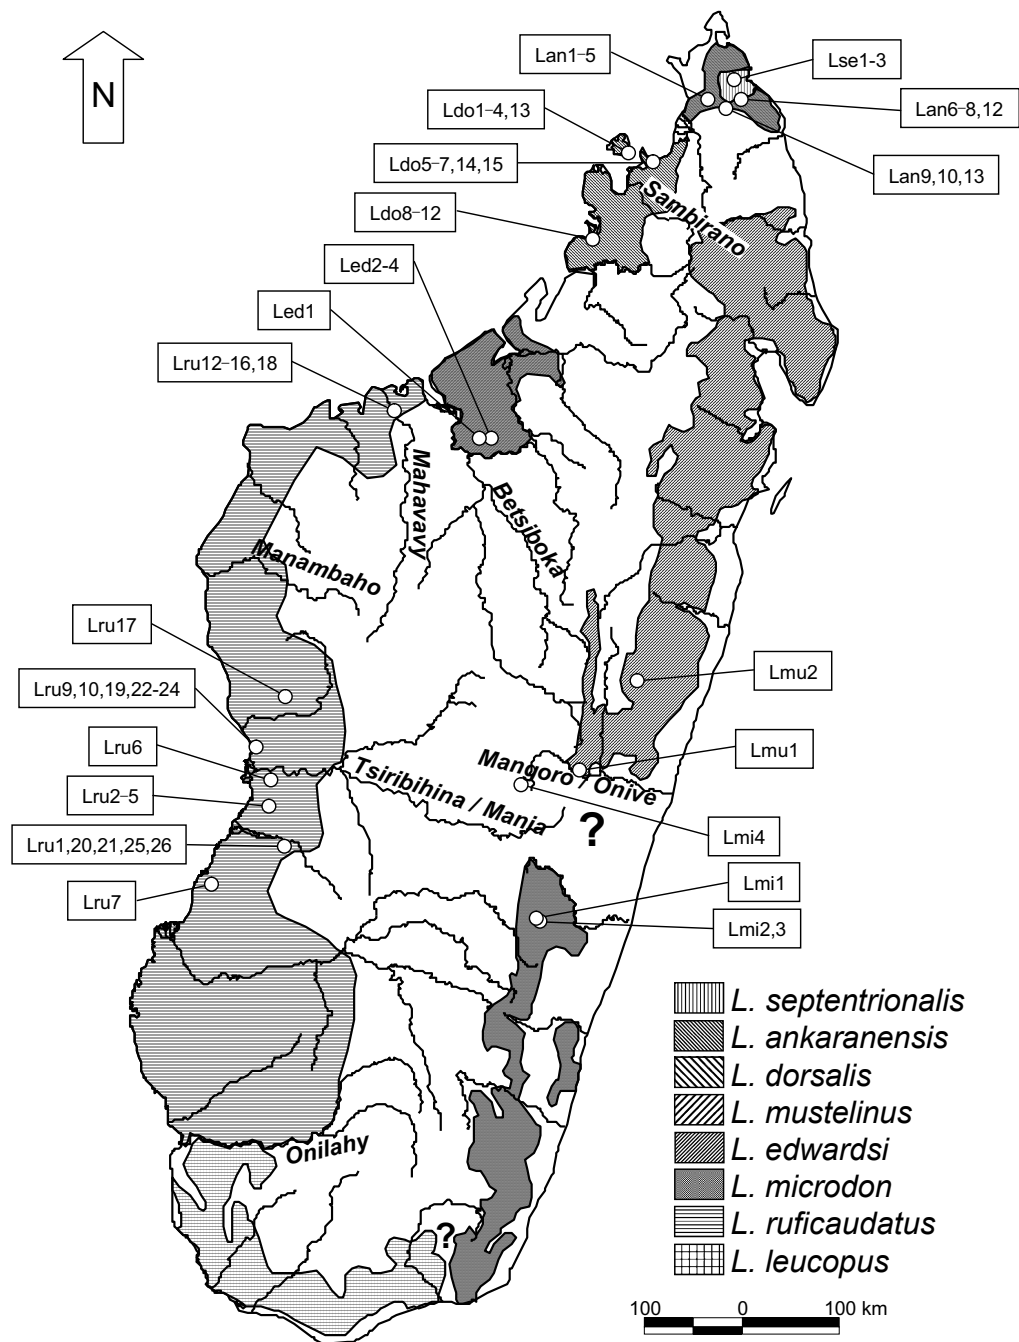 N
Lan1-5
Lse1-3
Ldo1-4,13
Lan6-8,12
Ldo5-7,14,15
Lan9,10,13
Sambirano
Ldo8-12
Led2-4
Led1
Lru12-16,18
Mahavavy
Betsiboka
Manambaho
Lru17
Lmu2
Lru9,10,19,22-24
Lru6
Lmu1
Mangoro / Onive
Tsiribihina / Mania
Lru2-5
?
Lmi4
Lru1,20,21,25,26
Lru7
Lmi1
Lmi2,3
L. septentrionalis
L. ankaranensis
L. dorsalis
L. mustelinus
L. edwardsi
L. microdon
L. ruficaudatus
L. leucopus
Onilahy
?
100 0 100 km